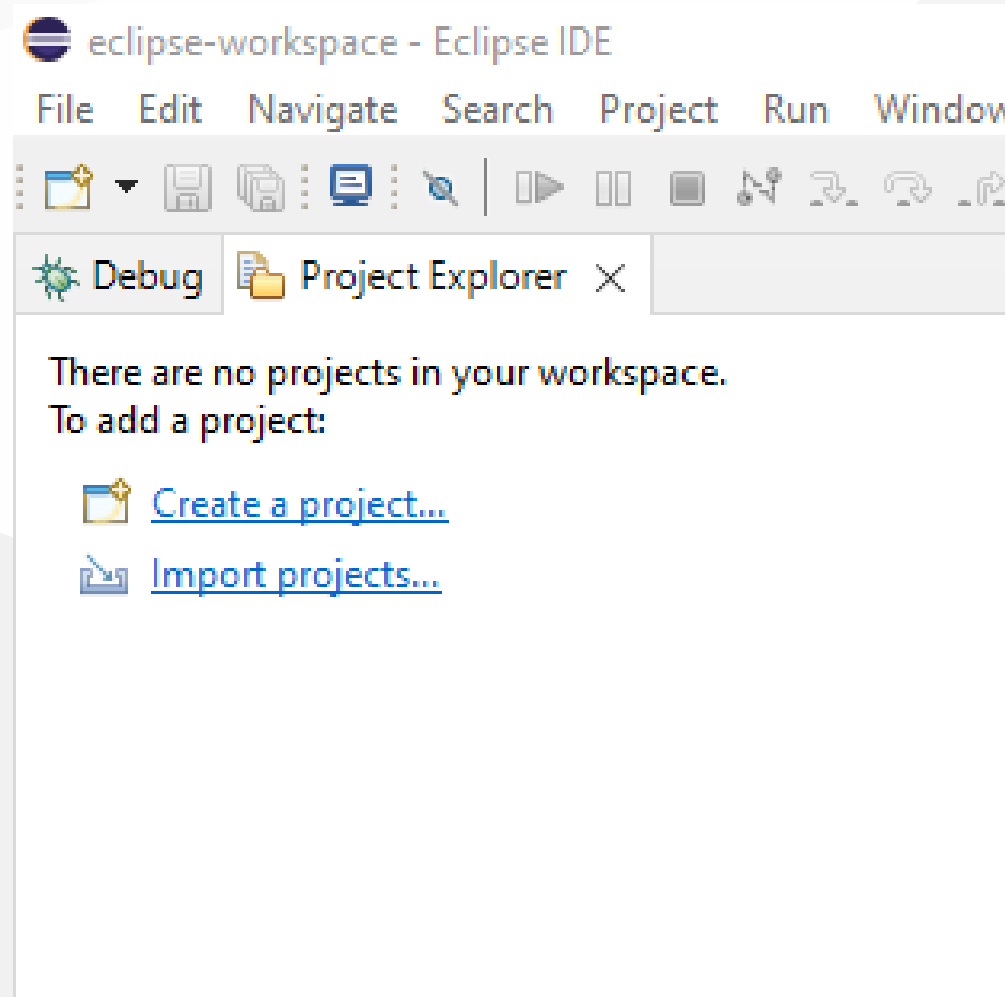 eclipse-workspace - Eclipse IDE
File Edit Navigate Search Project Run Window
Debug Project Explorer
There are no projects in your workspace.
To add a project:
Create a project...
Import projects...